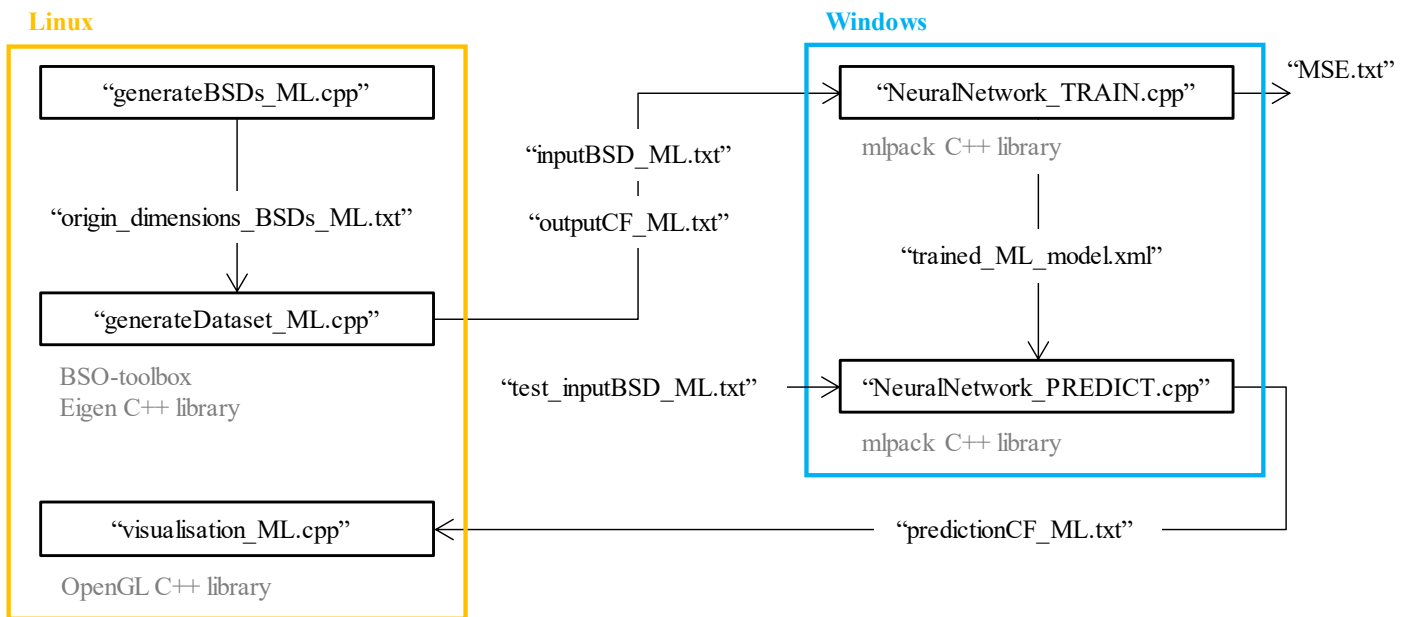 Linux
“generateBSDs_ML.cpp”
“origin_dimensions_BSDs_ML.txt”
“generateDataset_ML.cpp”
BSO-toolbox
Eigen C++ library
“visualisation_ML.cpp”
OpenGL C++ library
“inputBSD_ML.txt”
“outputCF_ML.txt”
“test_inputBSD_ML.txt”
Windows
“NeuralNetwork_TRAIN.cpp”
mlpack C++ library
“MSE.txt”
“trained_ML_model.xml”
“NeuralNetwork_PREDICT.cpp”
mlpack C++ library
“predictionCF_ML.txt”